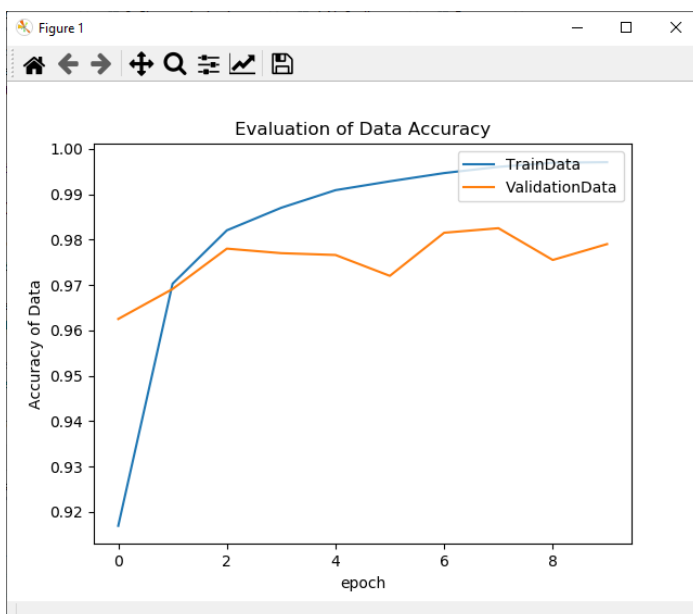 Figure 1
Evaluation of Data Accuracy
TrainData
ValidationData
1.00
0.99
0.98
0.97
0.96
0.95
0.94
0.93
0.92
Accuracy of Data
0 2 4 6 8
epoch